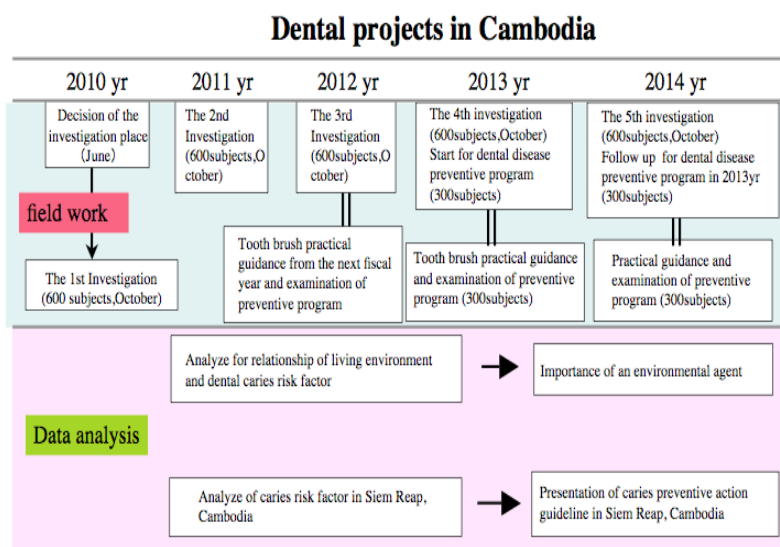 Dental projects in Cambodia
2010 yr
2011 yr
2012 yr
2013 yr
2014 yr
Decision of the
investigation place
(June)
The 2nd
Investigation
(600subjects,O
ctober)
The 3rd
Investigation
(600subjects,O
ctober)
The 4th investigation
(600subjects,October)
Start for dental disease
preventive program
(300subjects)
The 5th investigation
(600subjects,October)
Follow up for dental disease
preventive program in 2013yr
(300subjects)
field work
The 1st Investigation
(600 subjects,October)
Tooth brush practical
guidance from the next fiscal
year and examination of
preventive program
Tooth brush practical guidance
and examination of preventive
program (300subjects)
Practical guidance and
examination of preventive
program (300subjects)
Data analysis
Analyze for relationship of living environment
and dental caries risk factor
Importance of an environmental agent
Analyze of caries risk factor in Siem Reap,
Cambodia
Presentation of caries preventive action
guideline in Siem Reap, Cambodia